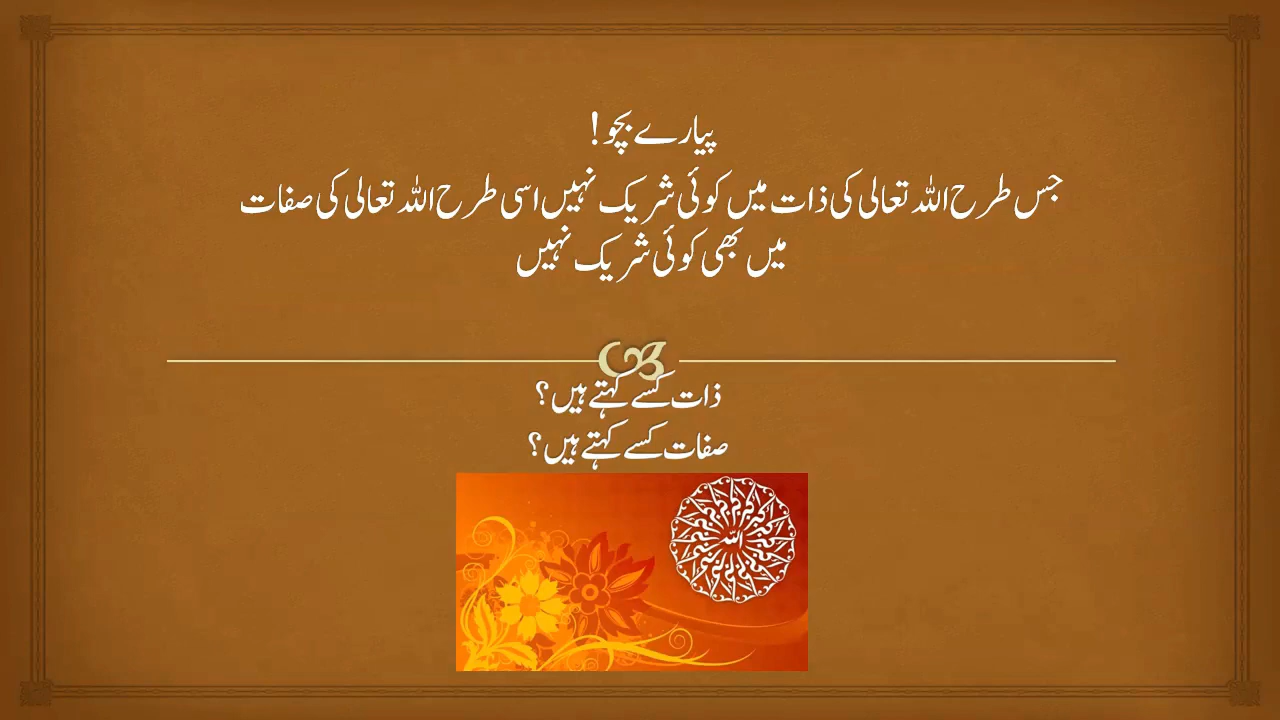 پیارے بچو!
جس طرح اللہ تعالی کی ذات میں کوئی شریک نہیں اسی طرح اللہ تعالی کی صفات
میں بھی کوئی شریک نہیں
ذات کسے کہتے ہیں؟
صفات کسے کہتے ہیں؟
اللہ